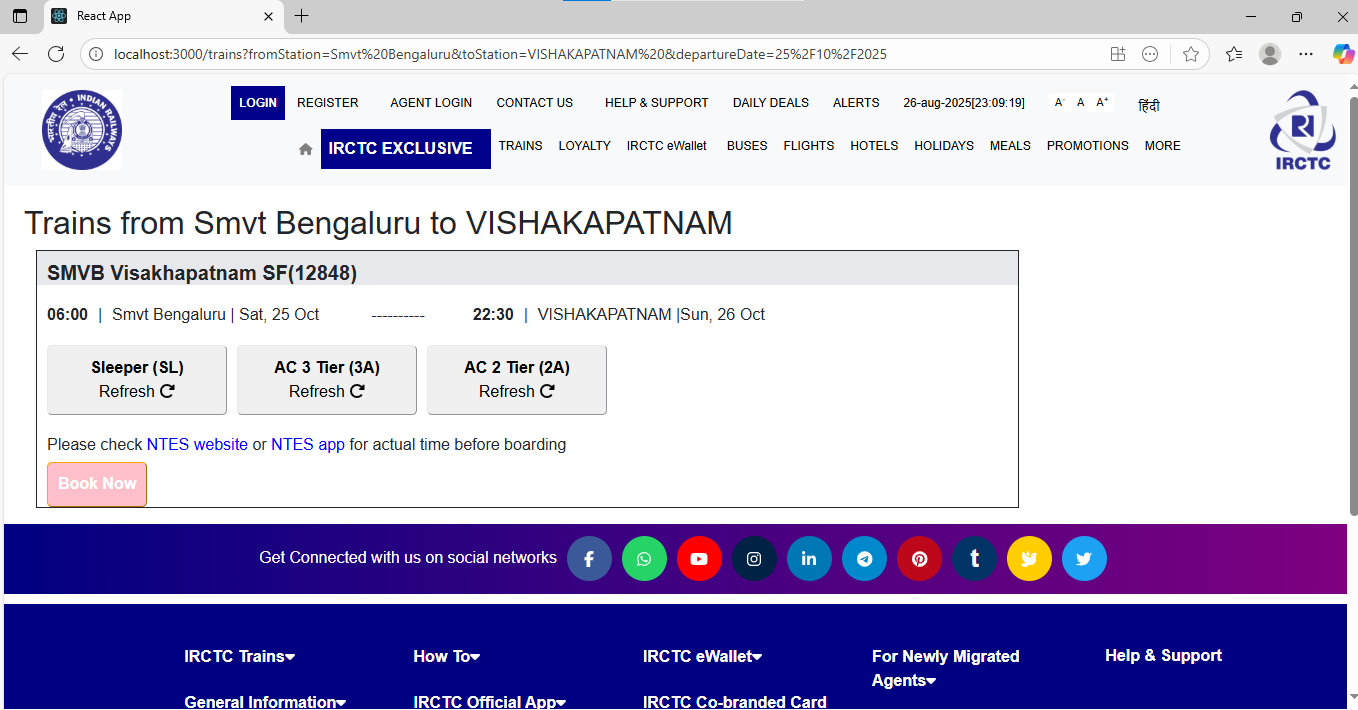 React App
localhost:3000/trains?fromStation=Smvt%20Bengaluru&toStation=VISHAKAPATNAM%20&departureDate=25%2F10%2F2025
INDIAN RAILWAYS
भारतीय रेल
LOGIN REGISTER AGENT LOGIN CONTACT US HELP & SUPPORT DAILY DEALS ALERTS 26-aug-2025[23:09:19] A- A A+ हिंदी
IRCTC EXCLUSIVE TRAINS LOYALTY IRCTC eWallet BUSES FLIGHTS HOTELS HOLIDAYS MEALS PROMOTIONS MORE
IRCTC
Trains from Smvt Bengaluru to VISHAKAPATNAM
SMVB Visakhapatnam SF(12848)
06:00 | Smvt Bengaluru | Sat, 25 Oct ---------- 22:30 | VISHAKAPATNAM |Sun, 26 Oct
Sleeper (SL) AC 3 Tier (3A) AC 2 Tier (2A)
Refresh Refresh Refresh
Please check NTES website or NTES app for actual time before boarding
Book Now
Get Connected with us on social networks
IRCTC Trains How To IRCTC eWallet For Newly Migrated Agents Help & Support
General Information IRCTC Official App IRCTC Co-branded Card